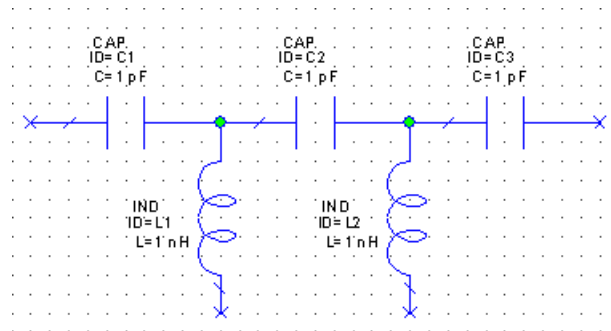 CAP
ID=C1
C=1 pF
CAP
ID=C2
C=1 pF
CAP
ID=C3
C=1 pF
IND
ID=L1
L=1 nH
IND
ID=L2
L=1 nH